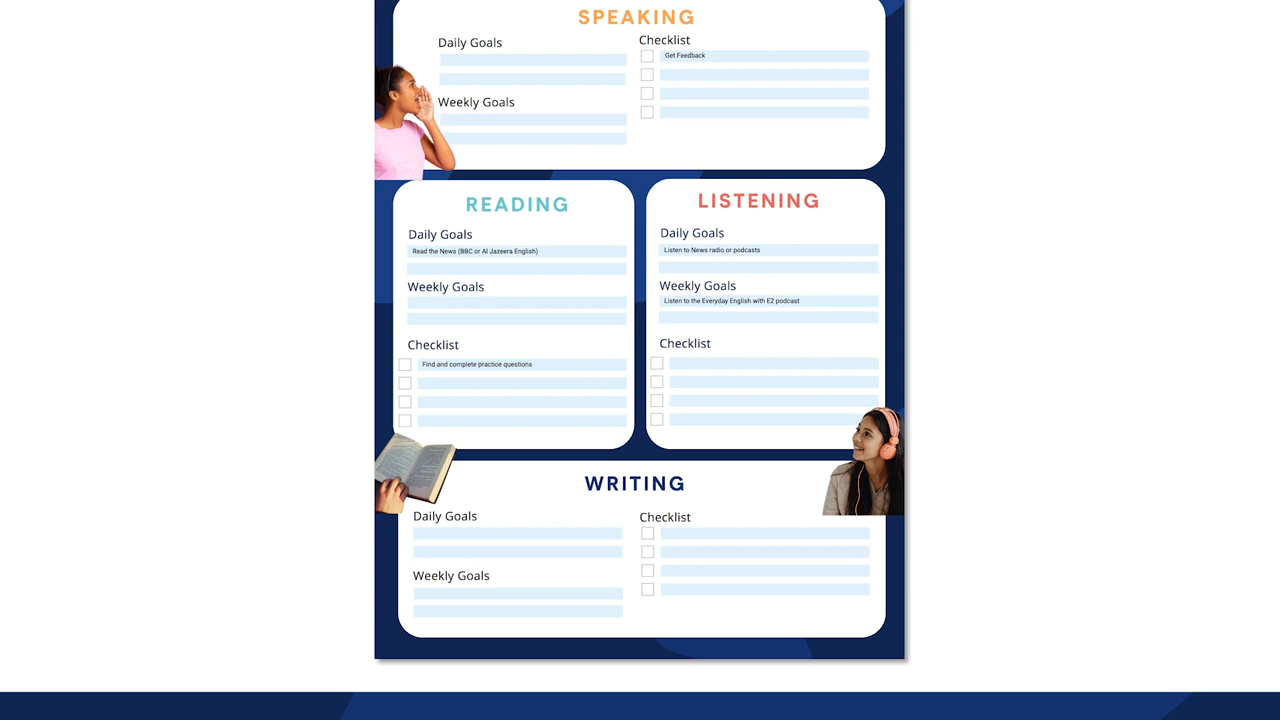 SPEAKING
Daily Goals
Weekly Goals
Checklist
Get Feedback
READING
Daily Goals
Read the News (BBC or Al Jazeera English)
Weekly Goals
Checklist
Find and complete practice questions
LISTENING
Daily Goals
Listen to News radio or podcasts
Weekly Goals
Listen to the Everyday English with E2 podcast
Checklist
WRITING
Daily Goals
Weekly Goals
Checklist